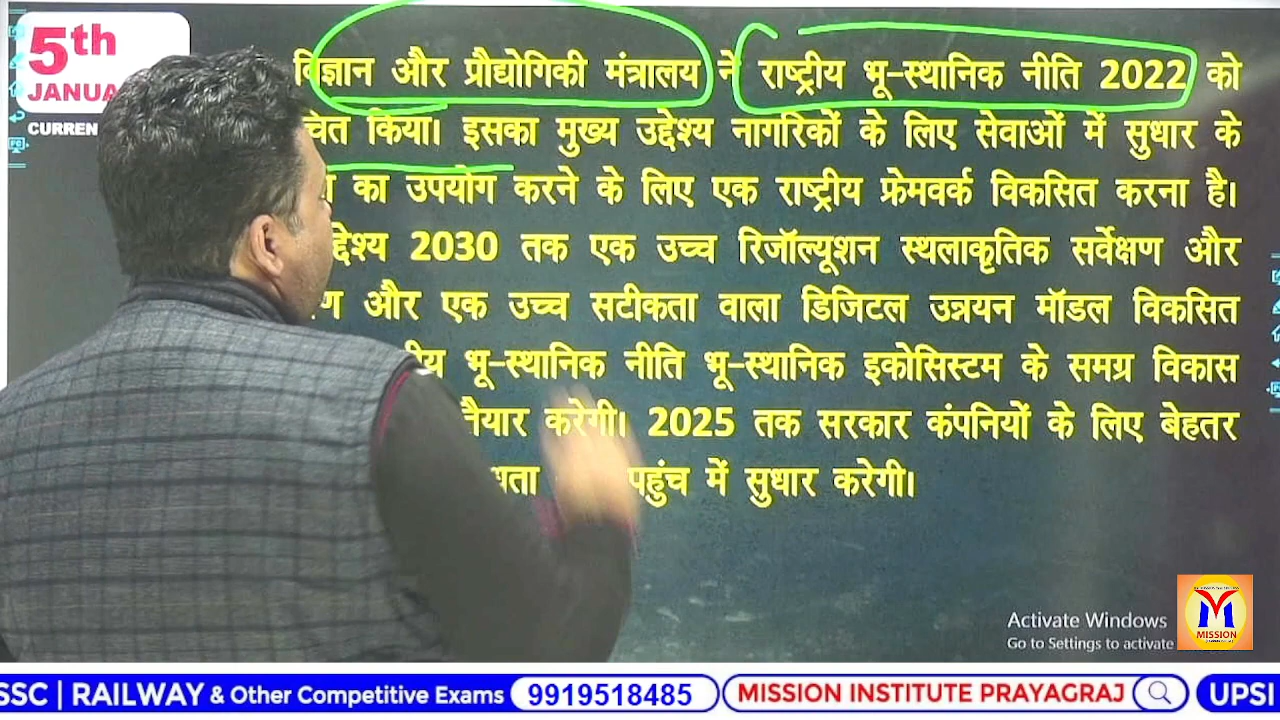 5th
JANUA
CURREN
विज्ञान और प्रौद्योगिकी मंत्रालय ने राष्ट्रीय भू-स्थानिक नीति 2022 को
किया। इसका मुख्य उद्देश्य नागरिकों के लिए सेवाओं में सुधार के
का उपयोग करने के लिए एक राष्ट्रीय फ्रेमवर्क विकसित करना है।
2030 तक एक उच्च रिजॉल्यूशन स्थलाकृतिक सर्वेक्षण और
और एक उच्च सटीकता वाला डिजिटल उन्नयन मॉडल विकसित
भू-स्थानिक नीति भू-स्थानिक इकोसिस्टम के समग्र विकास
तैयार करेगी। 2025 तक सरकार कंपनियों के लिए बेहतर
पहुंच में सुधार करेगी।
Activate Windows
Go to Settings to activate
MISSION
SSC | RAILWAY & Other Competitive Exams 9919518485 MISSION INSTITUTE PRAYAGRAJ UPSI